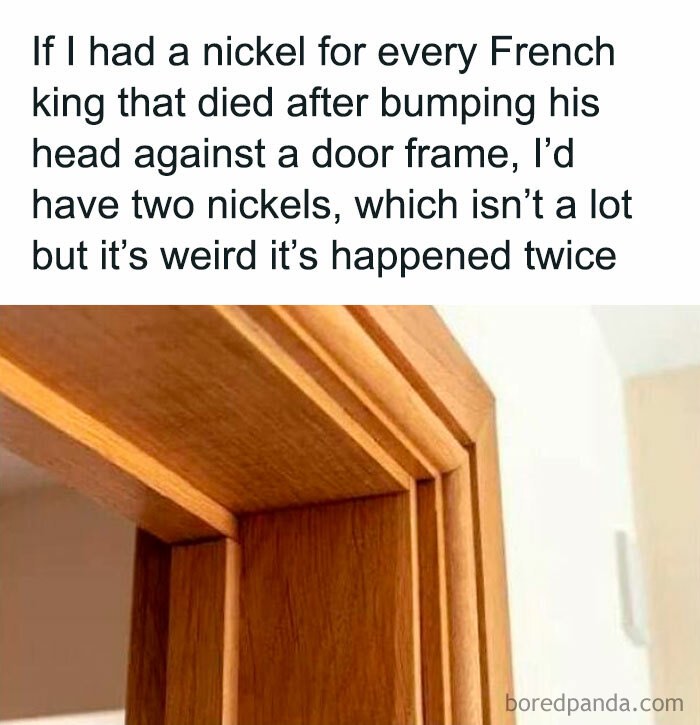 If I had a nickel for every French
king that died after bumping his
head against a door frame, I’d
have two nickels, which isn’t a lot
but it’s weird it’s happened twice
boredpanda.com